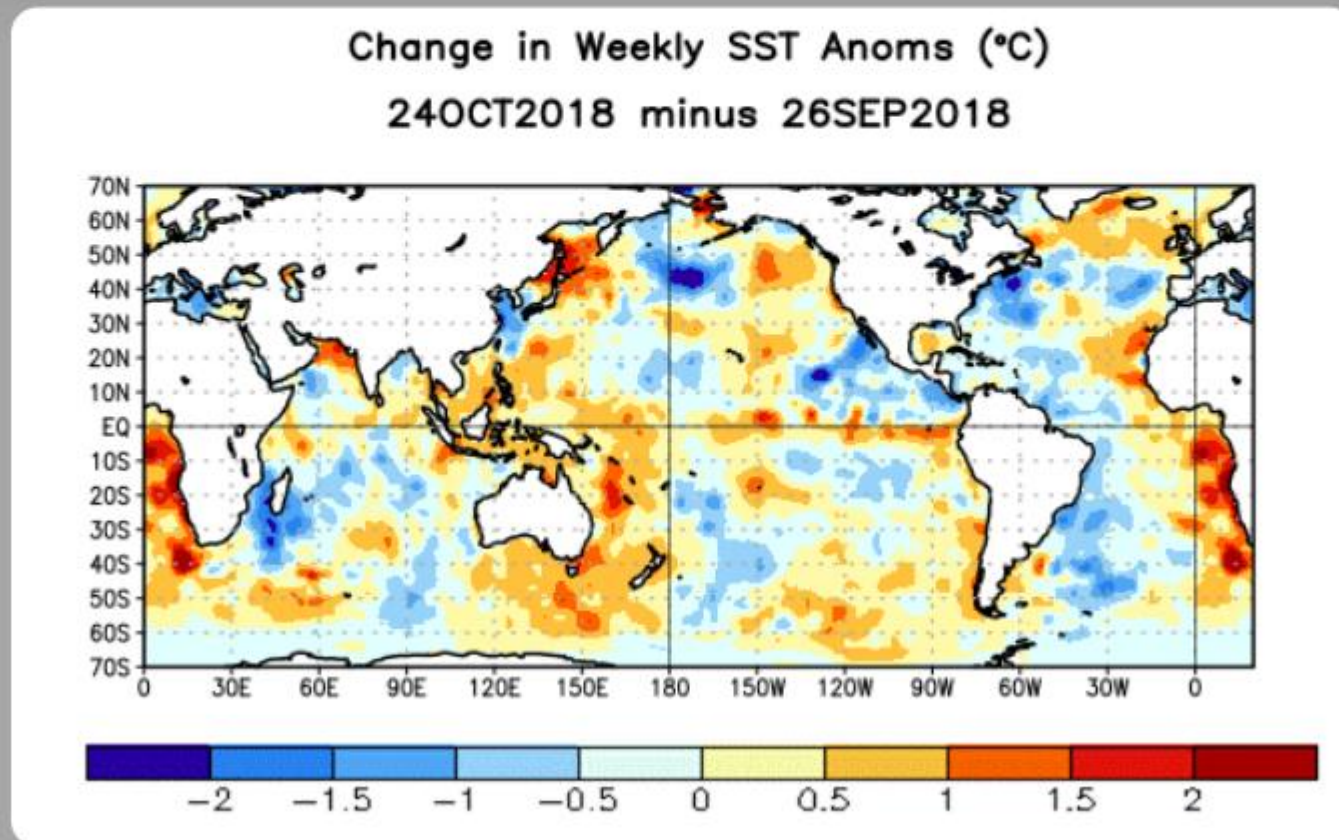 Change in Weekly SST Anoms (°C)
24OCT2018 minus 26SEP2018
70N
60N
50N
40N
30N
20N
10N
EQ
10S
20S
30S
40S
50S
60S
70S
0 30E 60E 90E 120E 150E 180 150W 120W 90W 60W 30W 0
−2 −1.5 −1 −0.5 0 0.5 1 1.5 2